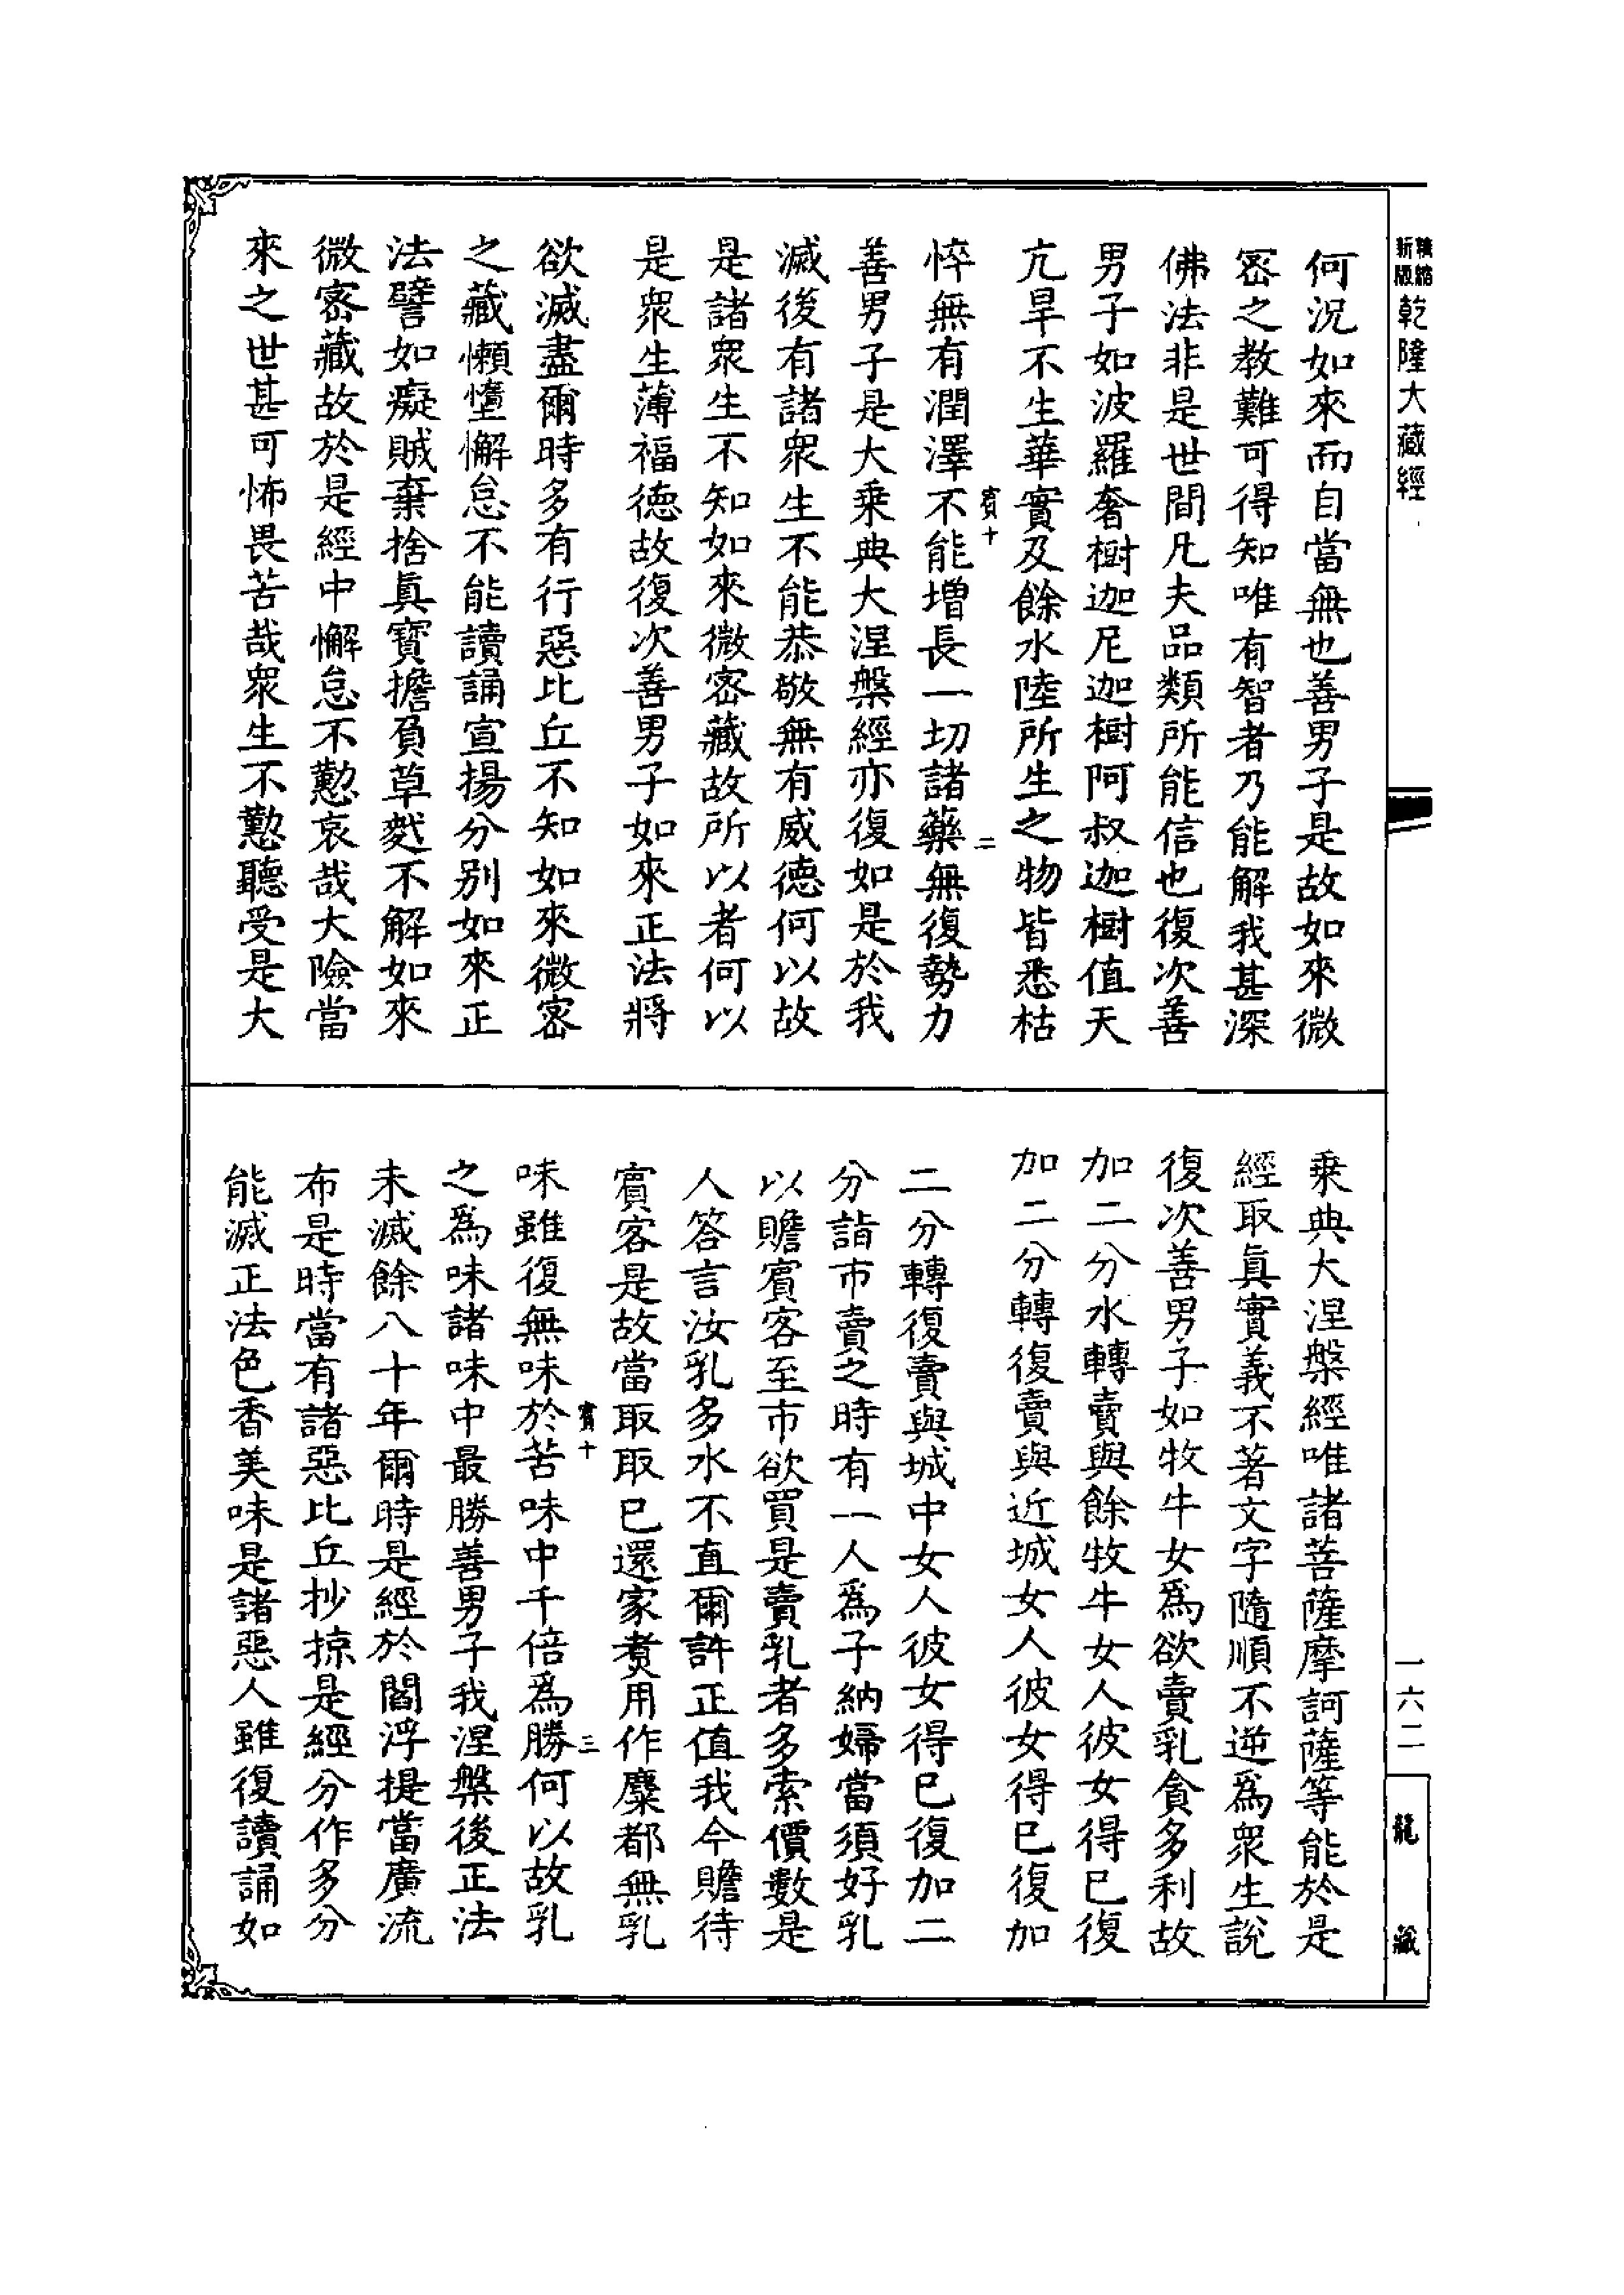 精縮新版乾隆大藏經
何況如來而自當無也善男子是故如來微
密之教難可得知唯有智者乃能解我甚深
佛法非是世間凡夫品類所能信也復次善
男子如波羅奢樹迦尼迦樹阿叔迦樹值天
亢旱不生華實及餘水陸所生之物皆悉枯
賓十 二
悴無有潤澤不能增長一切諸藥無復勢力
善男子是大乘典大涅槃經亦復如是於我
滅後有諸衆生不能恭敬無有威德何以故
是諸衆生不知如來微密藏故所以者何以
是衆生薄福德故復次善男子如來正法將
欲滅盡爾時多有行惡比丘不知如來微密
之藏懶墮懈怠不能讀誦宣揚分別如來正
法譬如癡賊棄捨眞寶擔負草𪍿不解如來
微密藏故於是經中懈怠不懃哀哉大險當
來之世甚可怖畏苦哉衆生不懃聽受是大
乘典大涅槃經唯諸菩薩摩訶薩等能於是
經取眞實義不著文字隨順不逆爲衆生說
復次善男子如牧牛女爲欲賣乳貪多利故
加二分水轉賣與餘牧牛女人彼女得已復
加二分轉復賣與近城女人彼女得已復加
二分轉復賣與城中女人彼女得已復加二
分詣市賣之時有一人爲子納婦當須好乳
以贍賓客至市欲買是賣乳者多索價數是
人答言汝乳多水不直爾許正值我今贍待
賓客是故當取取已還家煑用作麋都無乳
賓十 三
味雖復無味於苦味中千倍爲勝何以故乳
之爲味諸味中最勝善男子我涅槃後正法
未滅餘八十年爾時是經於閻浮提當廣流
布是時當有諸惡比丘抄掠是經分作多分
能滅正法色香美味是諸惡人雖復讀誦如
一六二
龍藏